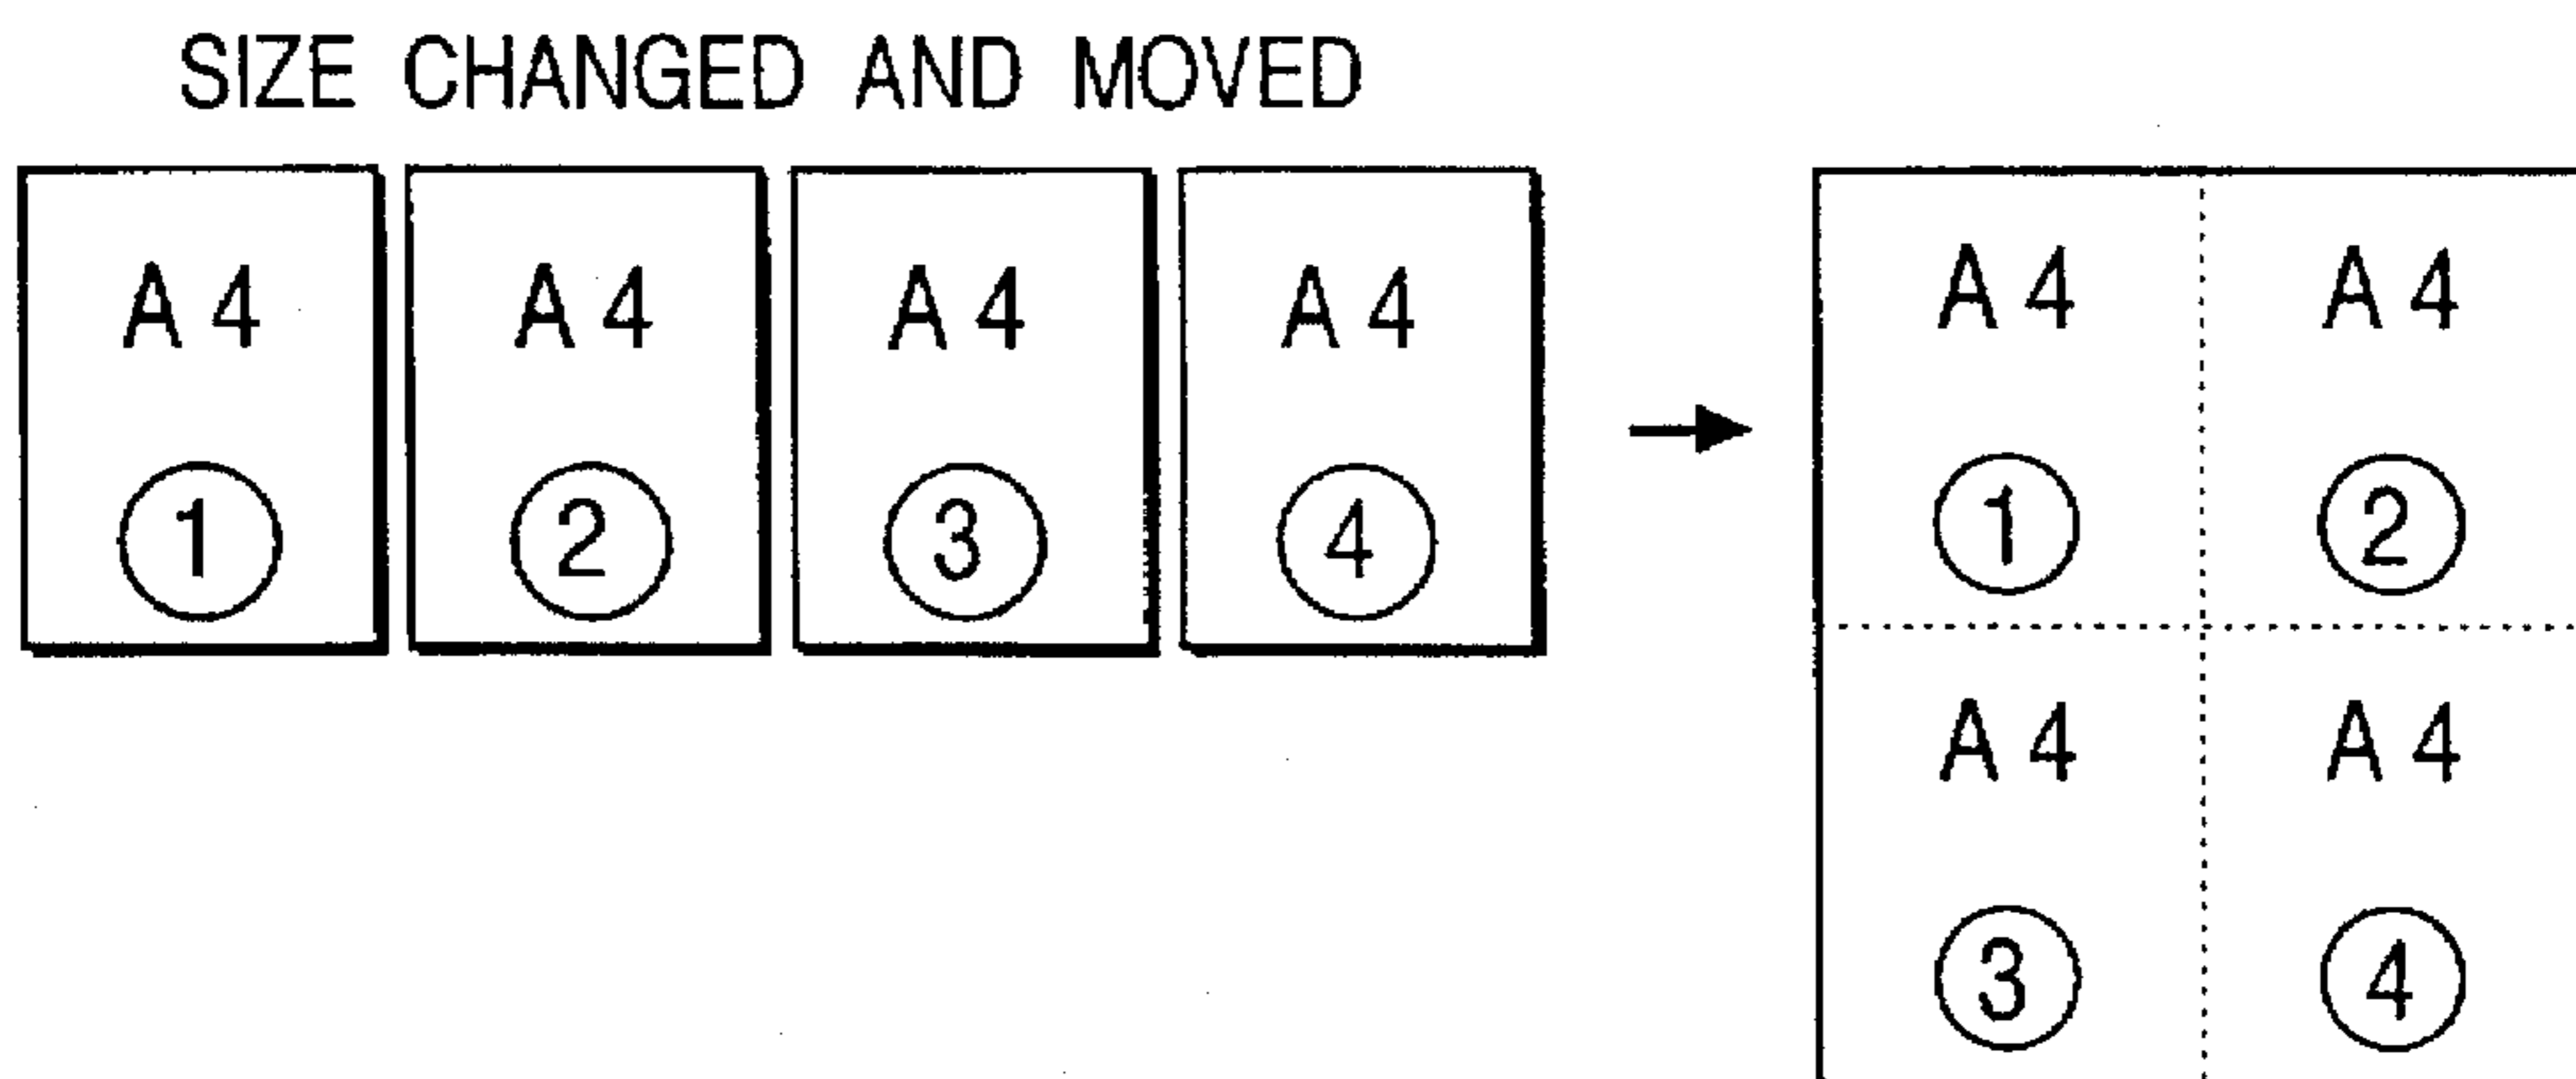 SIZE CHANGED AND MOVED
A4 A4 A4 A4
① ② ③ ④
A4 A4
① ②
A4 A4
③ ④